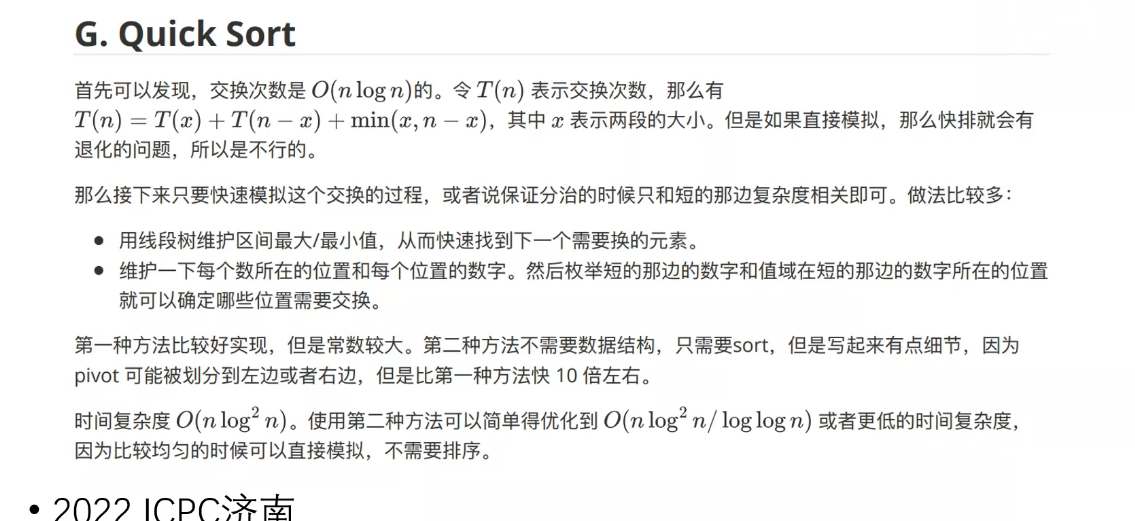 G. Quick Sort
首先可以发现，交换次数是 O(n log n)的。令 T(n) 表示交换次数，那么有
T(n) = T(x) + T(n − x) + min(x, n − x)，其中 x 表示两段的大小。但是如果直接模拟，那么快排就会有
退化的问题，所以是不行的。
那么接下来只要快速模拟这个交换的过程，或者说保证分治的时候只和短的那边复杂度相关即可。做法比较多：
● 用线段树维护区间最大/最小值，从而快速找到下一个需要换的元素。
● 维护一下每个数所在的位置和每个位置的数字。然后枚举短的那边的数字和值域在短的那边的数字所在的位置
就可以确定哪些位置需要交换。
第一种方法比较好实现，但是常数较大。第二种方法不需要数据结构，只需要sort，但是写起来有点细节，因为
pivot 可能被划分到左边或者右边，但是比第一种方法快 10 倍左右。
时间复杂度 O(n log² n)。使用第二种方法可以简单得优化到 O(n log² n/ log log n) 或者更低的时间复杂度，
因为比较均匀的时候可以直接模拟，不需要排序。
• 2022 ICPC济南